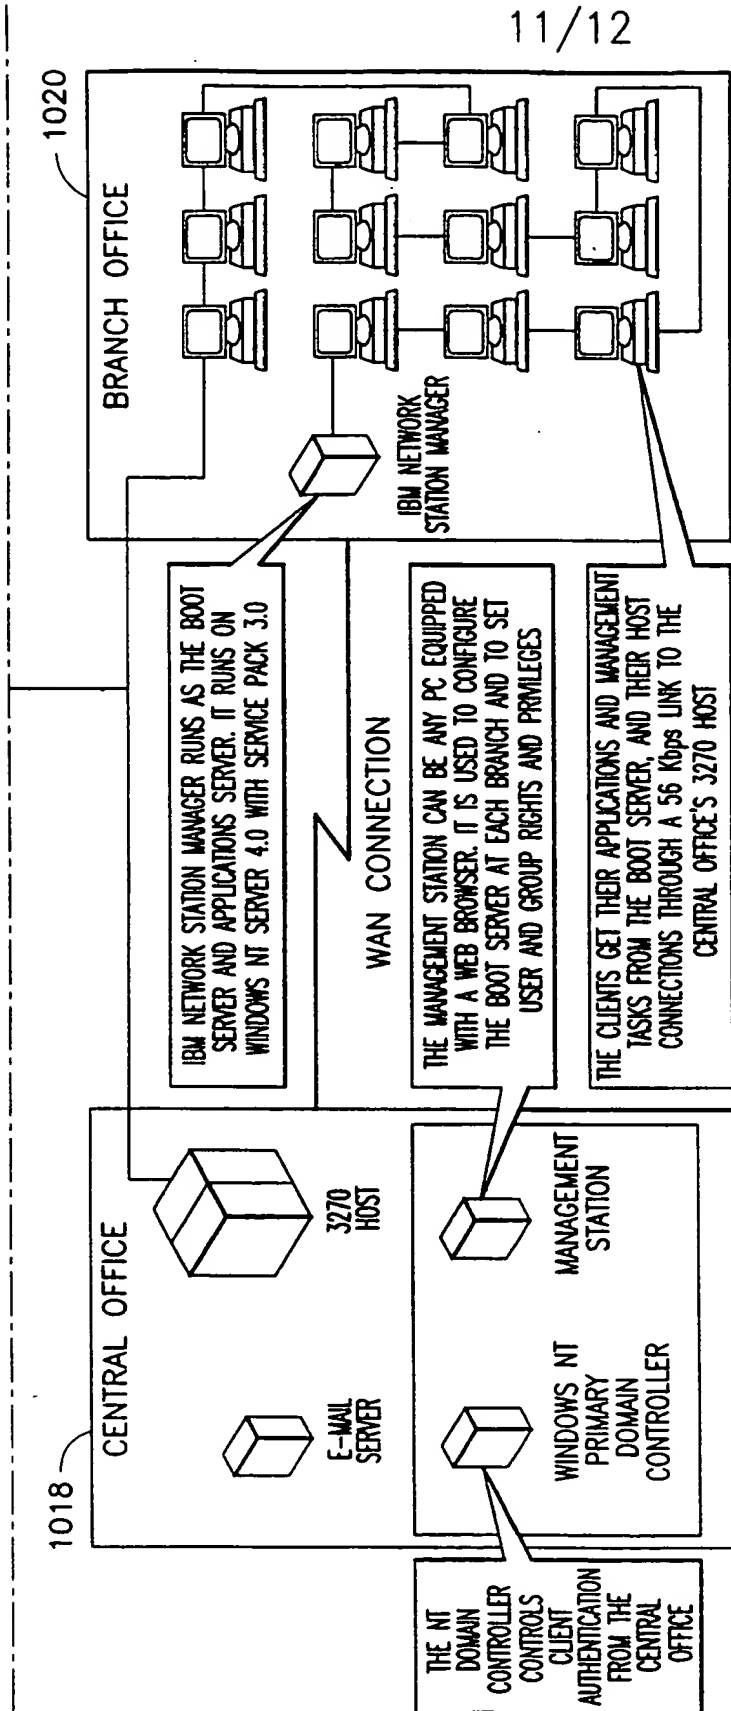 11/12
1018
CENTRAL OFFICE
E-MAIL
SERVER
3270
HOST
WINDOWS NT
PRIMARY
DOMAIN
CONTROLLER
MANAGEMENT
STATION
THE NT
DOMAIN
CONTROLLER
CONTROLS
CLIENT
AUTHENTICATION
FROM THE
CENTRAL
OFFICE
IBM NETWORK STATION MANAGER RUNS AS THE BOOT
SERVER AND APPLICATIONS SERVER. IT RUNS ON
WINDOWS NT SERVER 4.0 WITH SERVICE PACK 3.0
WAN CONNECTION
THE MANAGEMENT STATION CAN BE ANY PC EQUIPPED
WITH A WEB BROWSER. IT IS USED TO CONFIGURE
THE BOOT SERVER AT EACH BRANCH AND TO SET
USER AND GROUP RIGHTS AND PRIVILEGES
THE CLIENTS GET THEIR APPLICATIONS AND MANAGEMENT
TASKS FROM THE BOOT SERVER, AND THEIR HOST
CONNECTIONS THROUGH A 56 Kbps LINK TO THE
CENTRAL OFFICE'S 3270 HOST
1020
BRANCH OFFICE
IBM NETWORK
STATION MANAGER